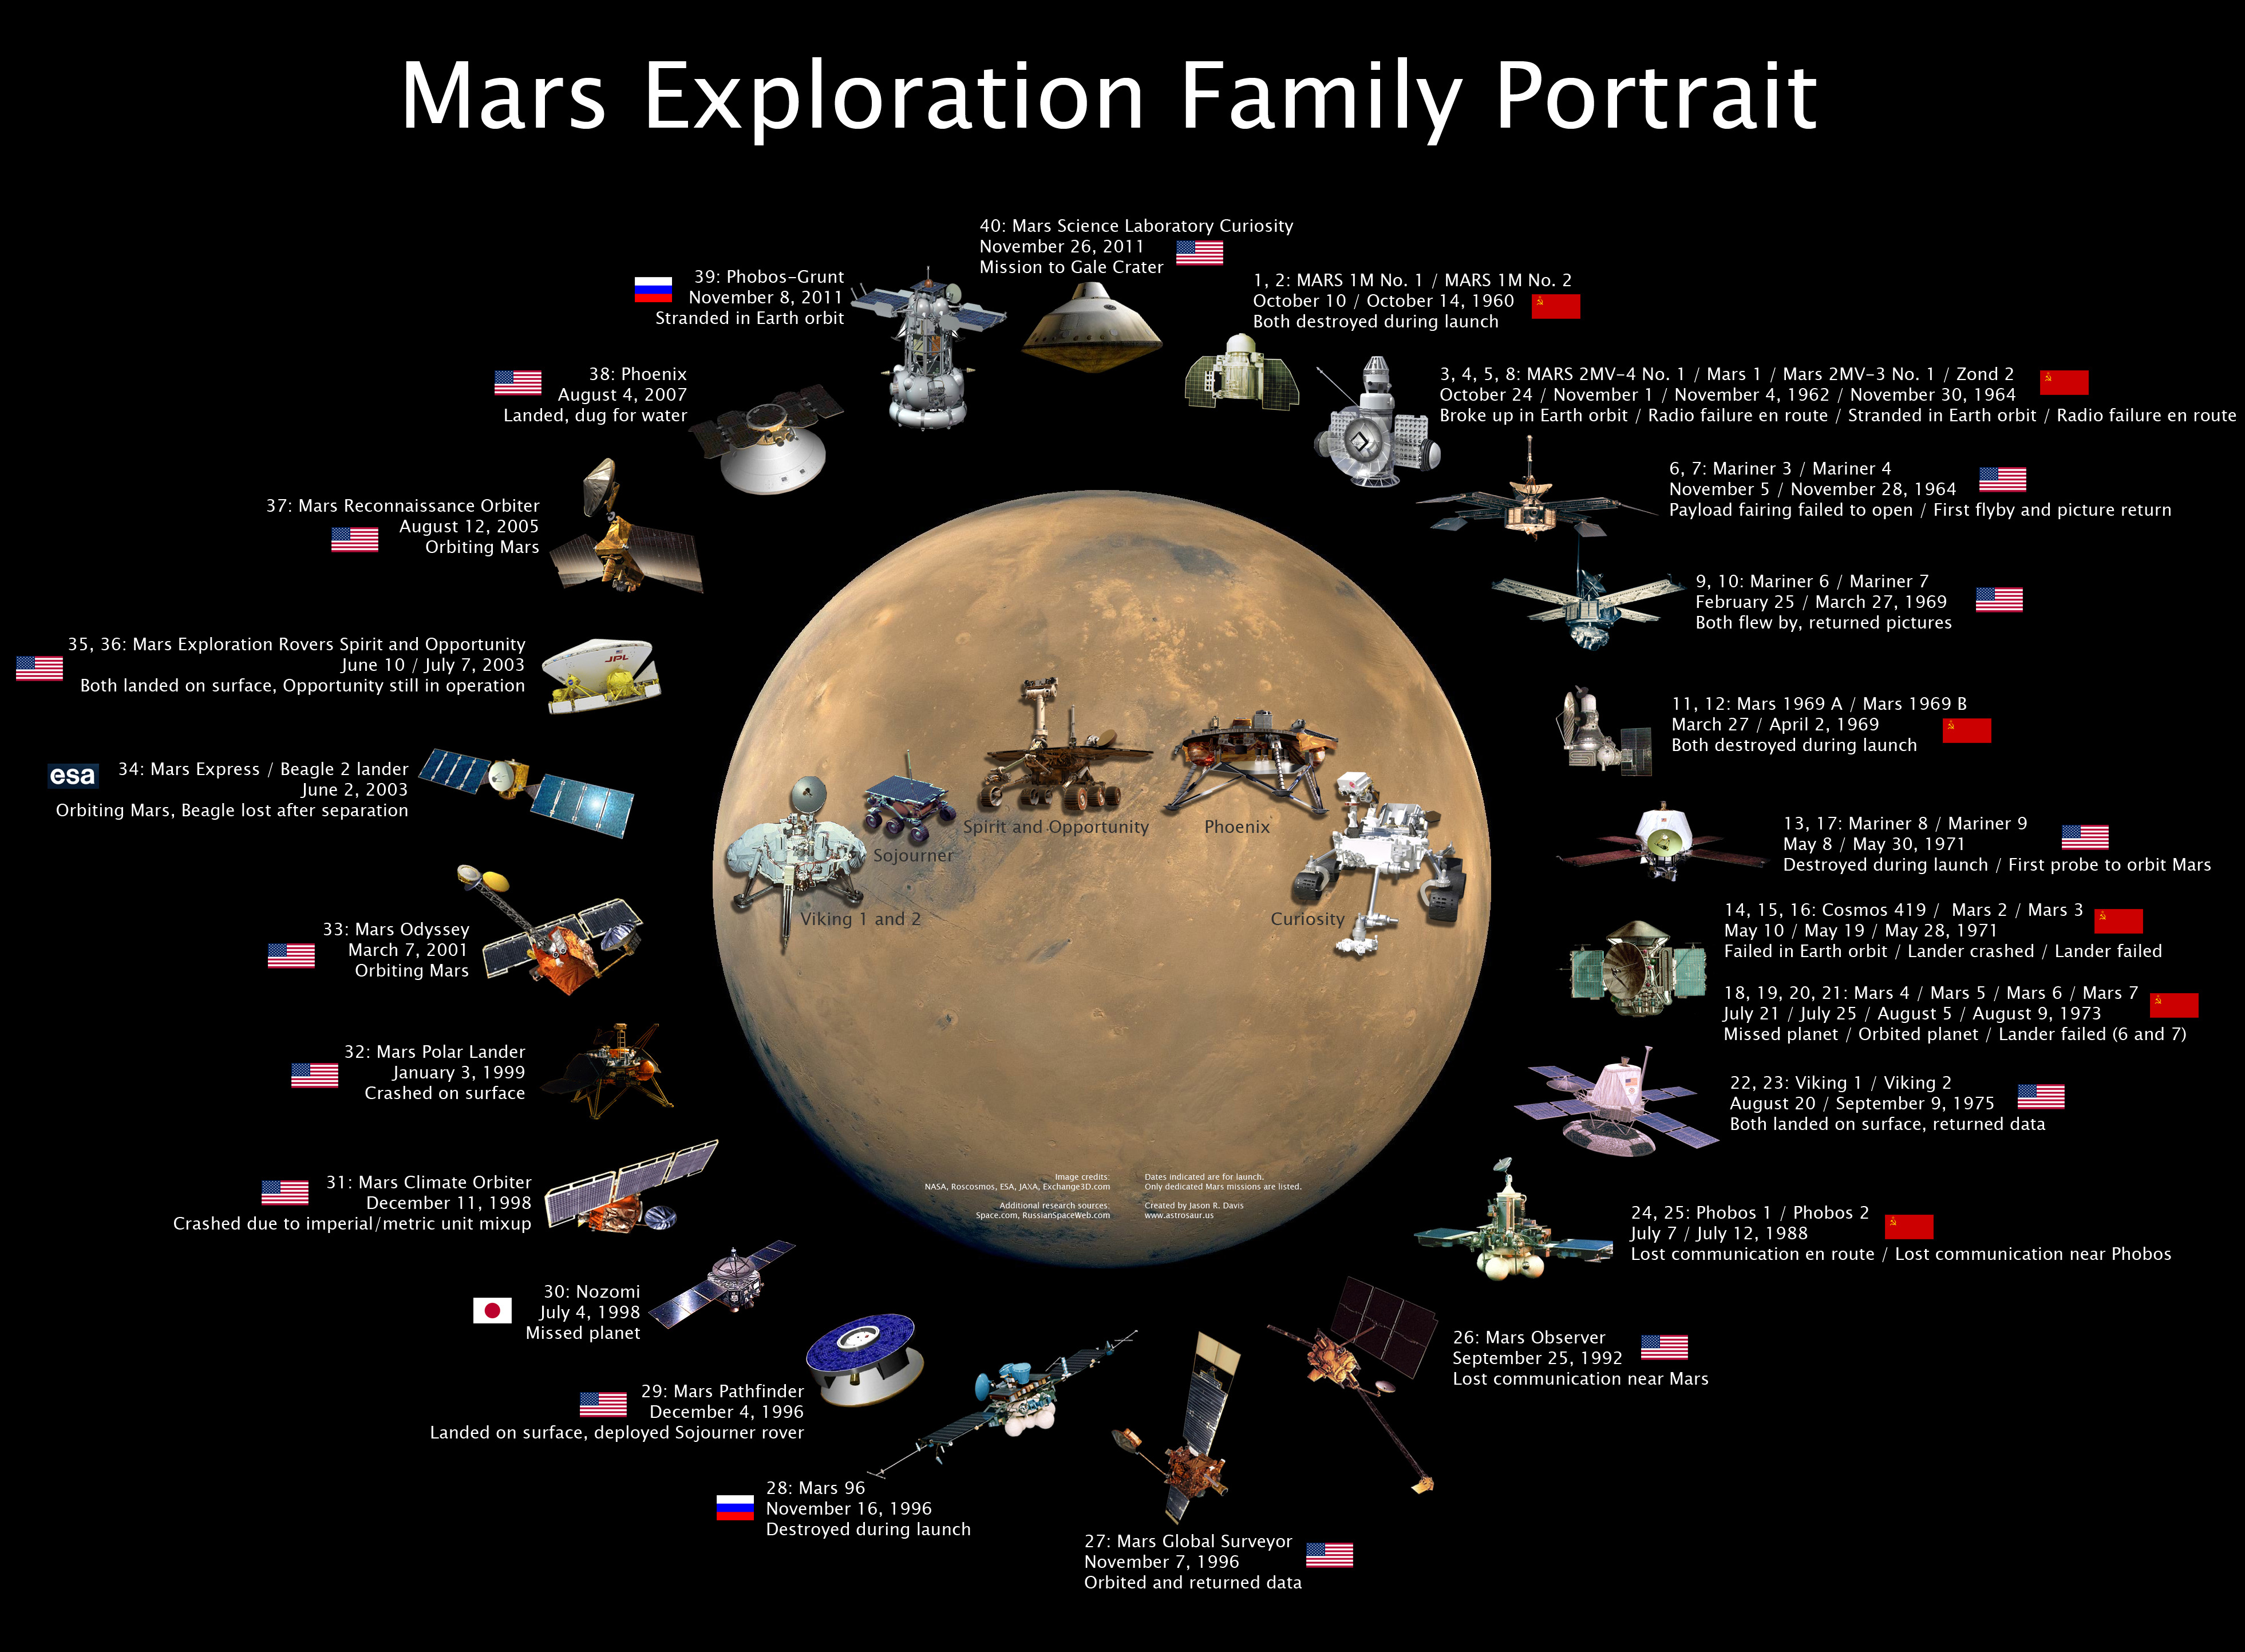 Mars Exploration Family Portrait
40: Mars Science Laboratory Curiosity
November 26, 2011
Mission to Gale Crater
1, 2: MARS 1M No. 1 / MARS 1M No. 2
October 10 / October 14, 1960
Both destroyed during launch
3, 4, 5, 8: MARS 2MV-4 No. 1 / Mars 1 / Mars 2MV-3 No. 1 / Zond 2
October 24 / November 1 / November 4, 1962 / November 30, 1964
Broke up in Earth orbit / Radio failure en route / Stranded in Earth orbit / Radio failure en route
6, 7: Mariner 3 / Mariner 4
November 5 / November 28, 1964
Payload fairing failed to open / First flyby and picture return
9, 10: Mariner 6 / Mariner 7
February 25 / March 27, 1969
Both flew by, returned pictures
11, 12: Mars 1969 A / Mars 1969 B
March 27 / April 2, 1969
Both destroyed during launch
13, 17: Mariner 8 / Mariner 9
May 8 / May 30, 1971
Destroyed during launch / First probe to orbit Mars
14, 15, 16: Cosmos 419 / Mars 2 / Mars 3
May 10 / May 19 / May 28, 1971
Failed in Earth orbit / Lander crashed / Lander failed
18, 19, 20, 21: Mars 4 / Mars 5 / Mars 6 / Mars 7
July 21 / July 25 / August 5 / August 9, 1973
Missed planet / Orbited planet / Lander failed (6 and 7)
22, 23: Viking 1 / Viking 2
August 20 / September 9, 1975
Both landed on surface, returned data
24, 25: Phobos 1 / Phobos 2
July 7 / July 12, 1988
Lost communication en route / Lost communication near Phobos
26: Mars Observer
September 25, 1992
Lost communication near Mars
27: Mars Global Surveyor
November 7, 1996
Orbited and returned data
28: Mars 96
November 16, 1996
Destroyed during launch
29: Mars Pathfinder
December 4, 1996
Landed on surface, deployed Sojourner rover
30: Nozomi
July 4, 1998
Missed planet
31: Mars Climate Orbiter
December 11, 1998
Crashed due to imperial/metric unit mixup
32: Mars Polar Lander
January 3, 1999
Crashed on surface
33: Mars Odyssey
March 7, 2001
Orbiting Mars
esa
34: Mars Express / Beagle 2 lander
June 2, 2003
Orbiting Mars, Beagle lost after separation
35, 36: Mars Exploration Rovers Spirit and Opportunity
June 10 / July 7, 2003
Both landed on surface, Opportunity still in operation
JPL
37: Mars Reconnaissance Orbiter
August 12, 2005
Orbiting Mars
38: Phoenix
August 4, 2007
Landed, dug for water
39: Phobos-Grunt
November 8, 2011
Stranded in Earth orbit
Viking 1 and 2
Sojourner
Spirit and Opportunity
Phoenix
Curiosity
Image credits:
NASA, Roscosmos, ESA, JAXA, Exchange3D.com
Additional research sources:
Space.com, RussianSpaceWeb.com
Dates indicated are for launch.
Only dedicated Mars missions are listed.
Created by Jason R. Davis
www.astrosaur.us